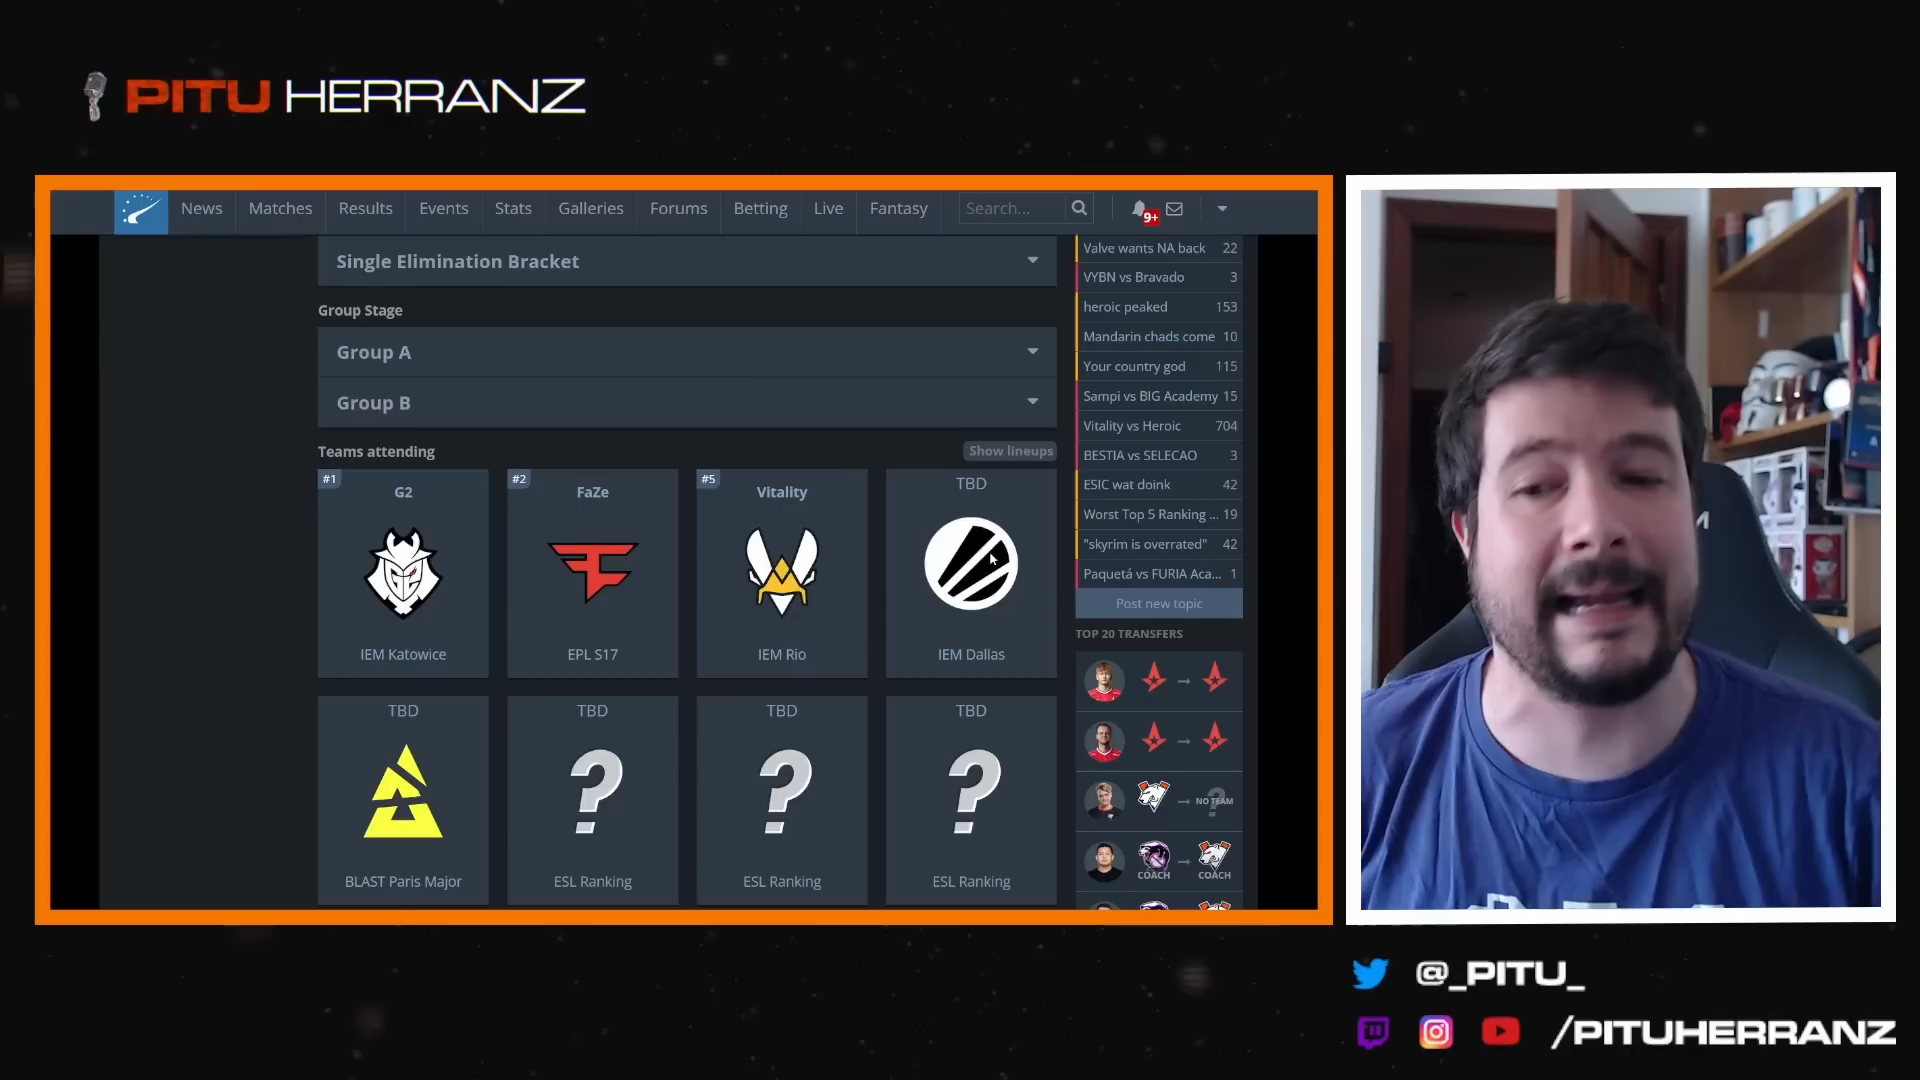 PITU HERRANZ
News Matches Results Events Stats Galleries Forums Betting Live Fantasy Search... 9+
Single Elimination Bracket
Group Stage
Group A
Group B
Teams attending Show lineups
#1 G2
IEM Katowice
#2 FaZe
EPL S17
#5 Vitality
IEM Rio
TBD
IEM Dallas
TBD
BLAST Paris Major
TBD
?
ESL Ranking
TBD
?
ESL Ranking
TBD
?
ESL Ranking
Valve wants NA back 22
VYBN vs Bravado 3
heroic peaked 153
Mandarin chads come 10
Your country god 115
Sampi vs BIG Academy 15
Vitality vs Heroic 704
BESTIA vs SELECAO 3
ESIC wat doink 42
Worst Top 5 Ranking ... 19
"skyrim is overrated" 42
Paquetá vs FURIA Aca... 1
Post new topic
TOP 20 TRANSFERS
NO TEAM
COACH COACH
@_PITU_
/PITUHERRANZ